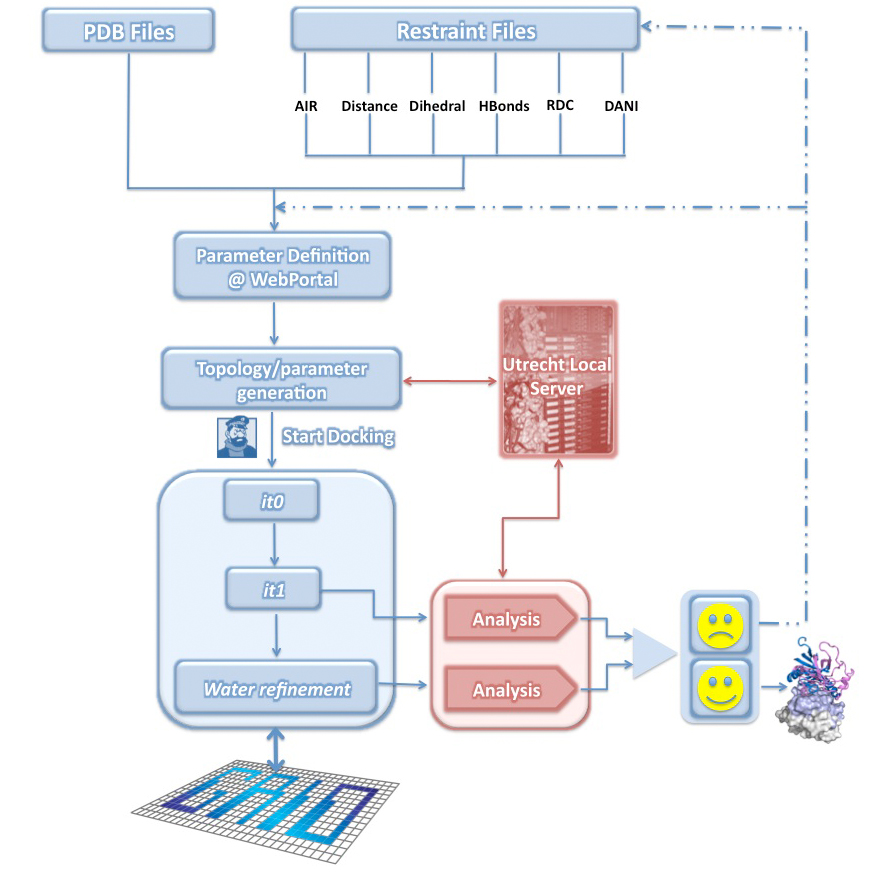 PDB Files
Restraint Files
AIR
Distance
Dihedral
HBonds
RDC
DANI
Parameter Definition
@ WebPortal
Topology/parameter
generation
Utrecht Local
Server
Start Docking
it0
it1
Analysis
Water refinement
Analysis
GRID